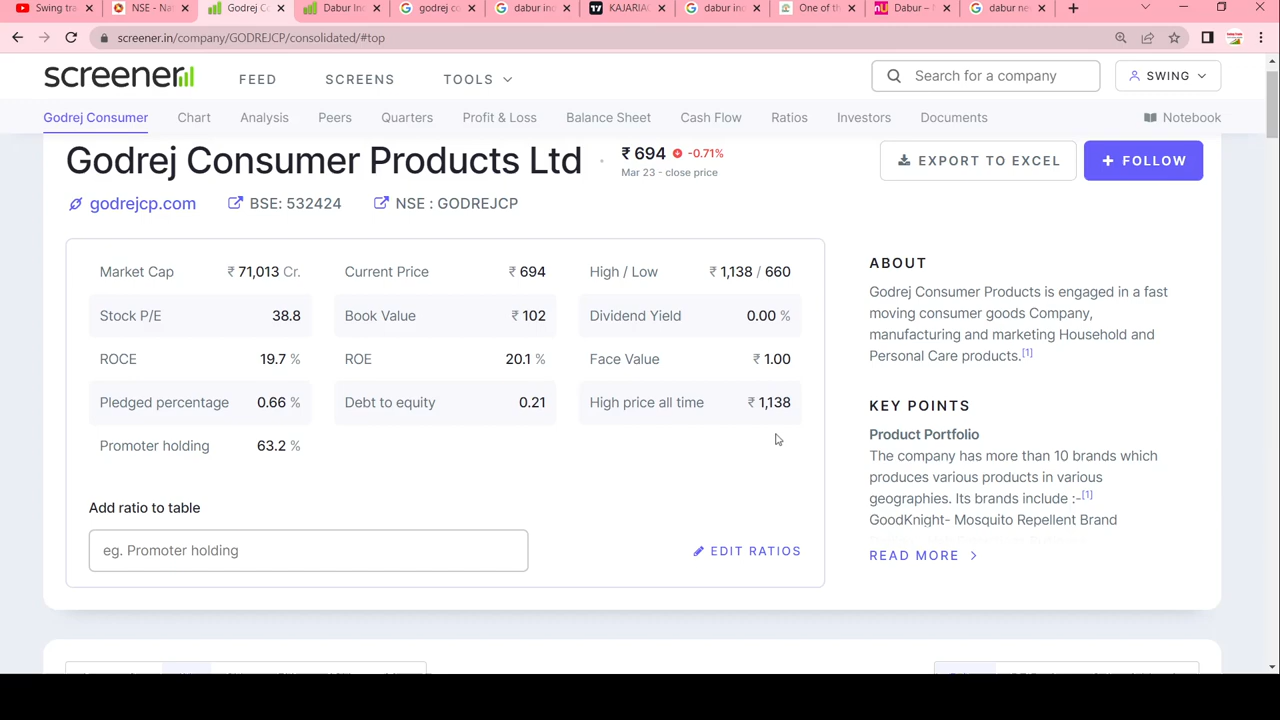 Swing tra
NSE - Nat
Godrej Co
Dabur Ind
godrej co
dabur ind
KAJARIAC
dabur ind
One of th
Dabur –
dabur ne
screener.in/company/GODREJCP/consolidated/#top
screener
FEED
SCREENS
TOOLS
Search for a company
SWING
Godrej Consumer
Chart
Analysis
Peers
Quarters
Profit & Loss
Balance Sheet
Cash Flow
Ratios
Investors
Documents
Notebook
Godrej Consumer Products Ltd
₹ 694 -0.71%
Mar 23 - close price
EXPORT TO EXCEL
+ FOLLOW
godrejcp.com
BSE: 532424
NSE : GODREJCP
Market Cap ₹ 71,013 Cr.
Current Price ₹ 694
High / Low ₹ 1,138 / 660
Stock P/E 38.8
Book Value ₹ 102
Dividend Yield 0.00 %
ROCE 19.7 %
ROE 20.1 %
Face Value ₹ 1.00
Pledged percentage 0.66 %
Debt to equity 0.21
High price all time ₹ 1,138
Promoter holding 63.2 %
Add ratio to table
eg. Promoter holding
EDIT RATIOS
ABOUT
Godrej Consumer Products is engaged in a fast
moving consumer goods Company,
manufacturing and marketing Household and
Personal Care products.[1]
KEY POINTS
Product Portfolio
The company has more than 10 brands which
produces various products in various
geographies. Its brands include :-[1]
GoodKnight- Mosquito Repellent Brand
READ MORE